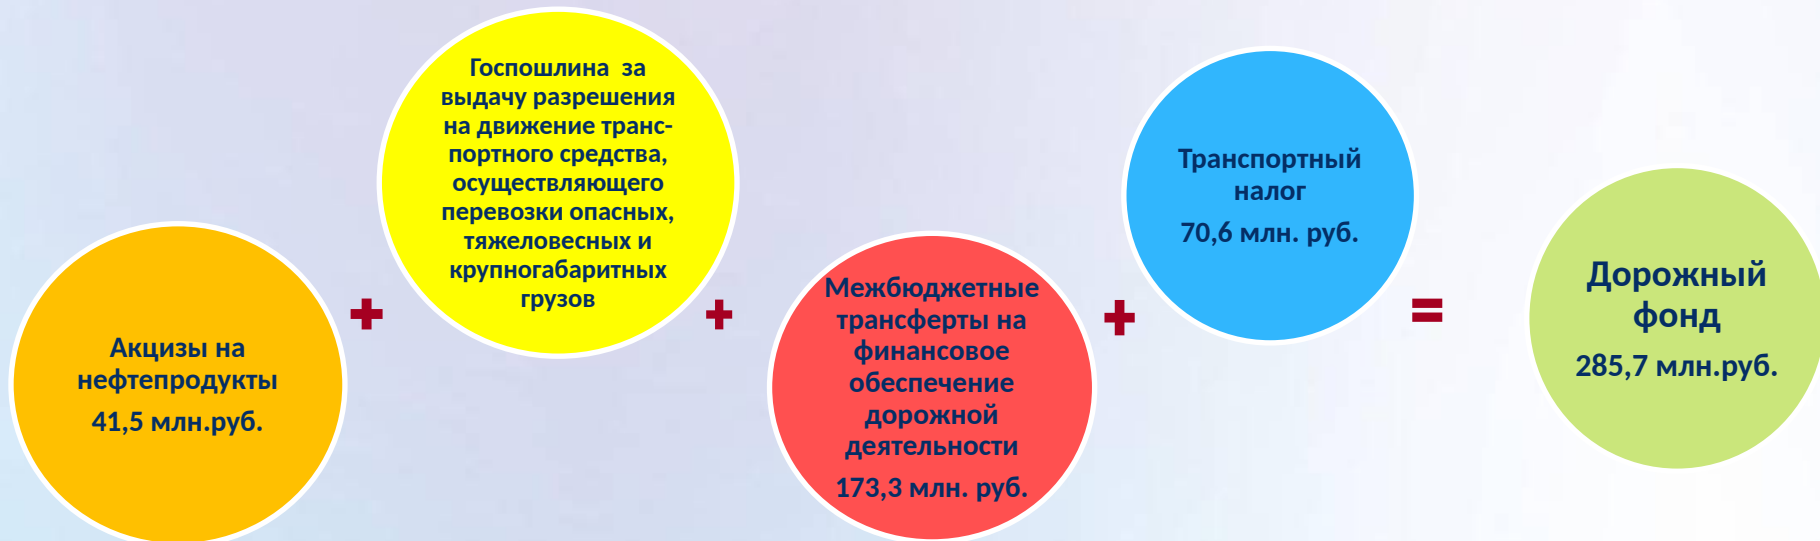 Акцизы на
нефтепродукты
41,5 млн.руб.
+
Госпошлина за
выдачу разрешения
на движение транс-
портного средства,
осуществляющего
перевозки опасных,
тяжеловесных и
крупногабаритных
грузов
+
Межбюджетные
трансферты на
финансовое
обеспечение
дорожной
деятельности
173,3 млн. руб.
+
Транспортный
налог
70,6 млн. руб.
=
Дорожный
фонд
285,7 млн.руб.